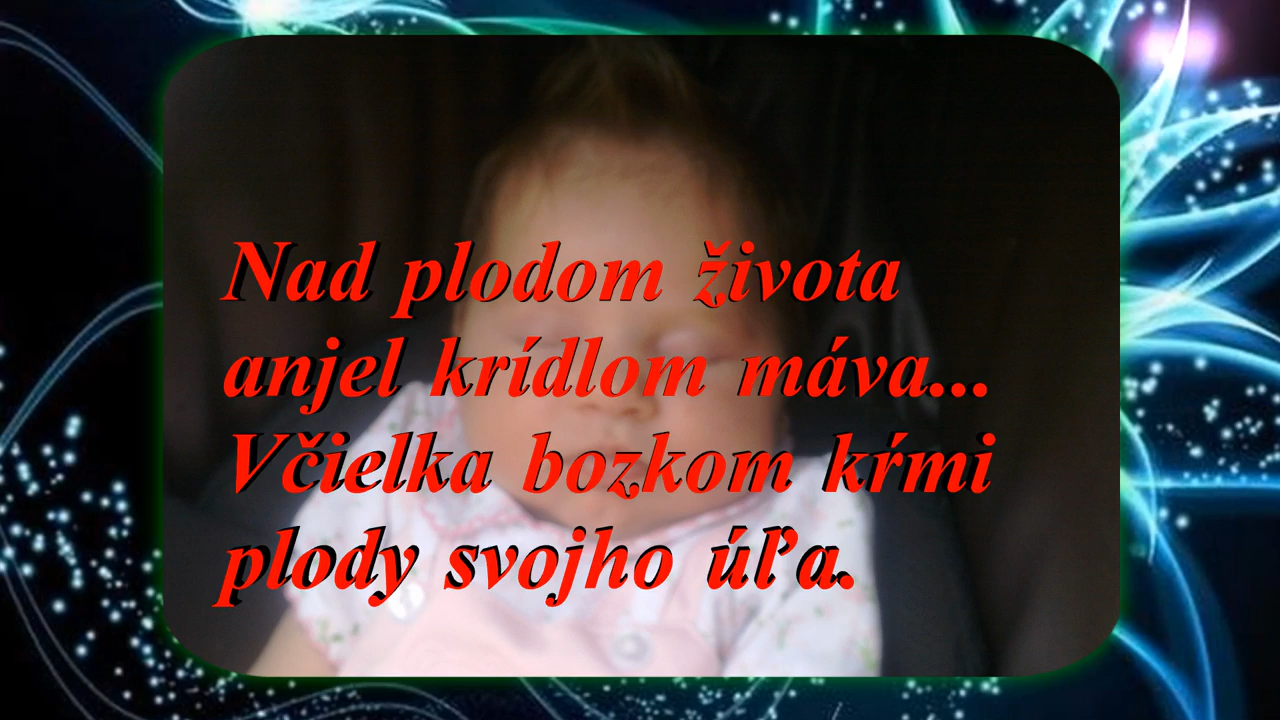 Nad plodom života
anjel krídlom máva...
Včielka bozkom kŕmi
plody svojho úľa.